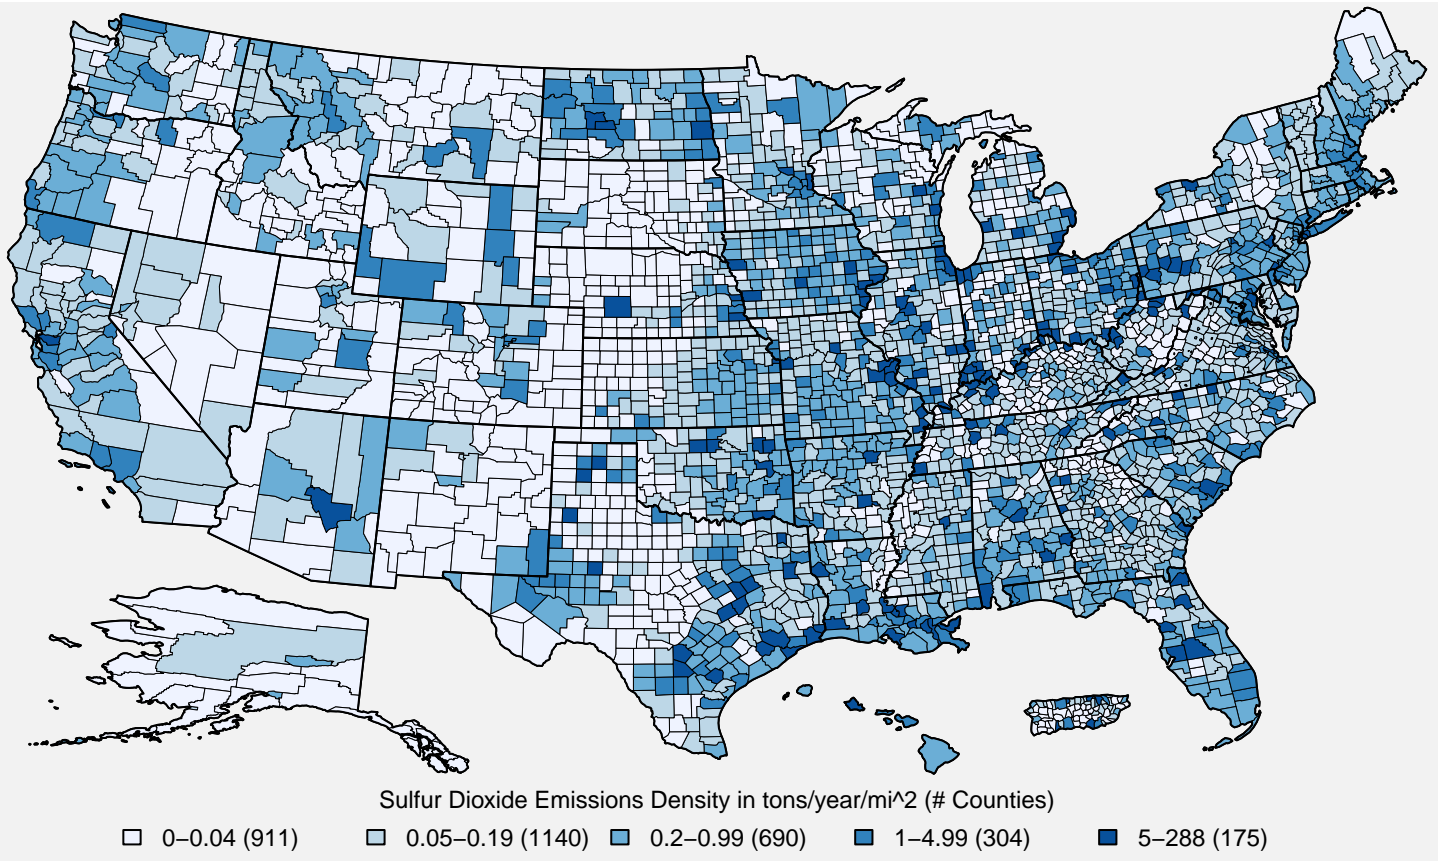 Sulfur Dioxide Emissions Density in tons/year/mi^2 (# Counties)
0−0.04 (911) 0.05−0.19 (1140) 0.2−0.99 (690) 1−4.99 (304) 5−288 (175)